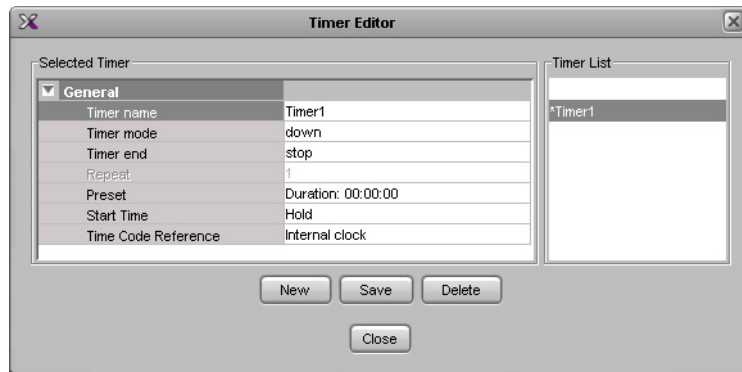 Timer Editor
Selected Timer
General
Timer name Timer1
Timer mode down
Timer end stop
Repeat 1
Preset Duration: 00:00:00
Start Time Hold
Time Code Reference Internal clock
Timer List
*Timer1
New Save Delete
Close